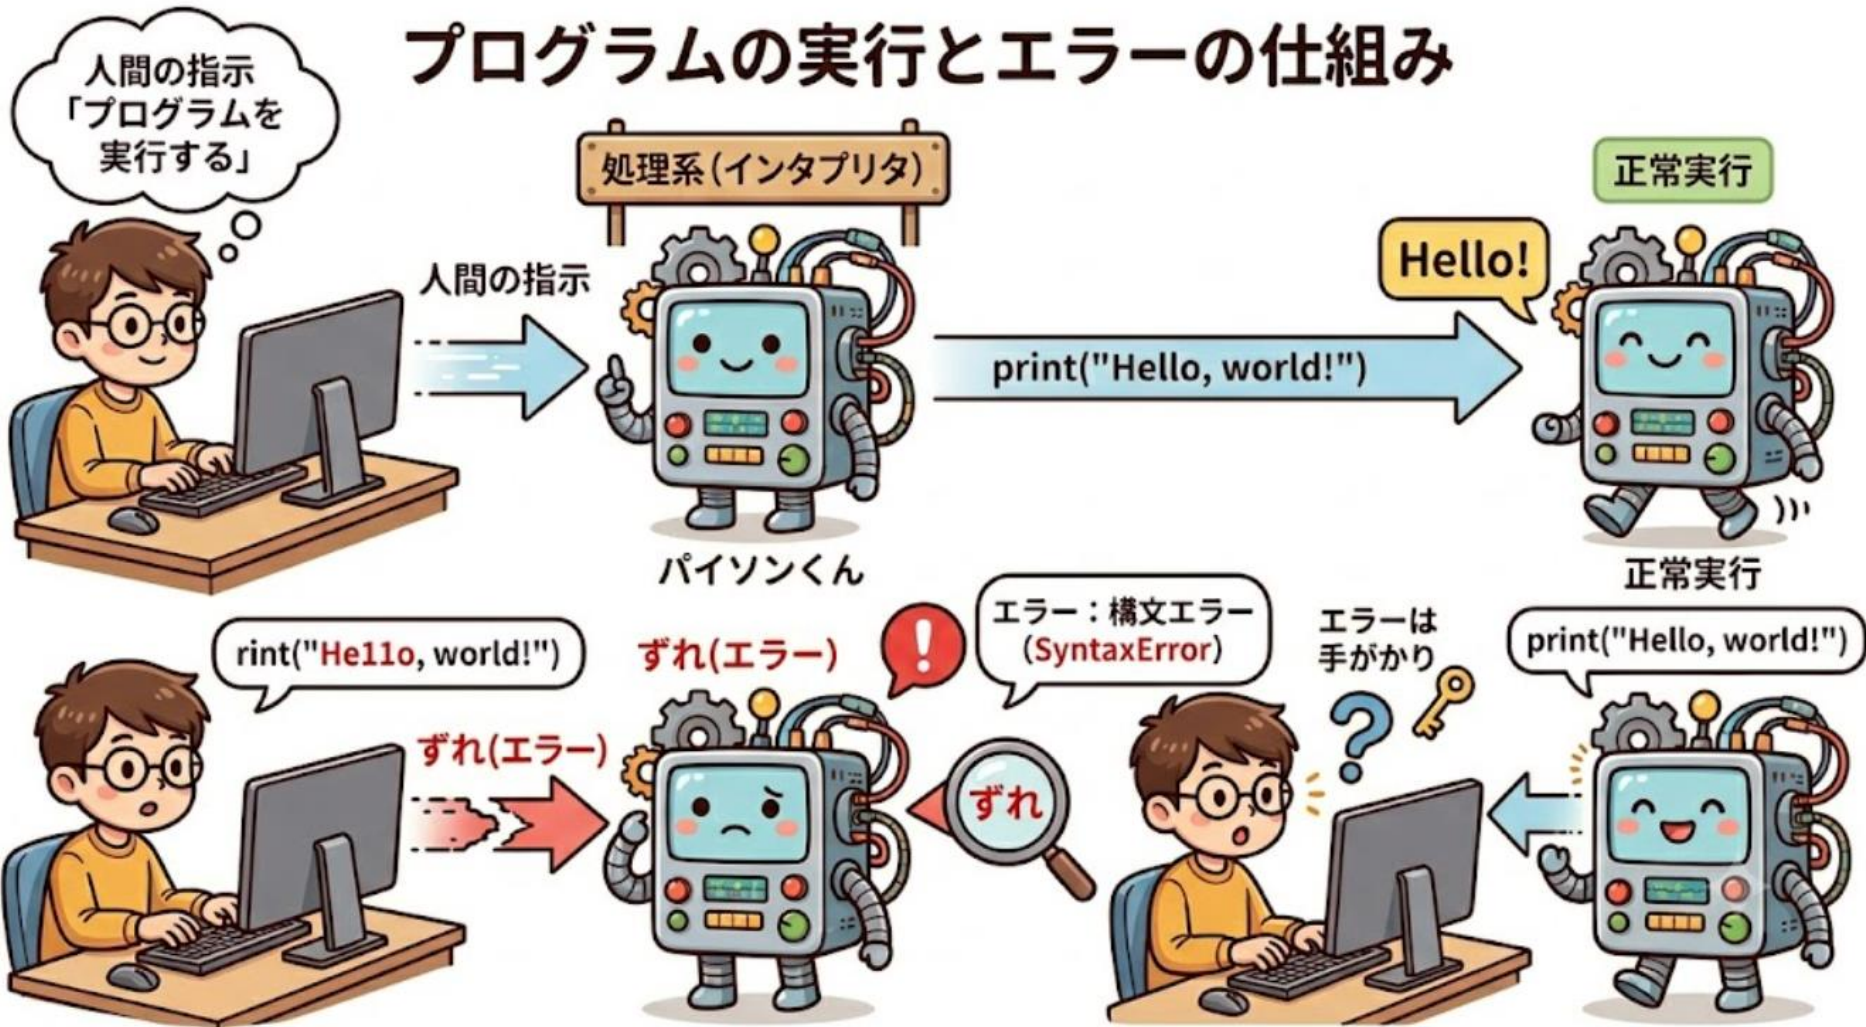 プログラムの実行とエラーの仕組み
人間の指示
「プログラムを
実行する」
人間の指示
処理系(インタプリタ)
パイソンくん
print("Hello, world!")
Hello!
正常実行
正常実行
rint("He11o, world!")
ずれ(エラー)
ずれ(エラー)
!
エラー:構文エラー
(SyntaxError)
ずれ
エラーは
手がかり
?
print("Hello, world!")